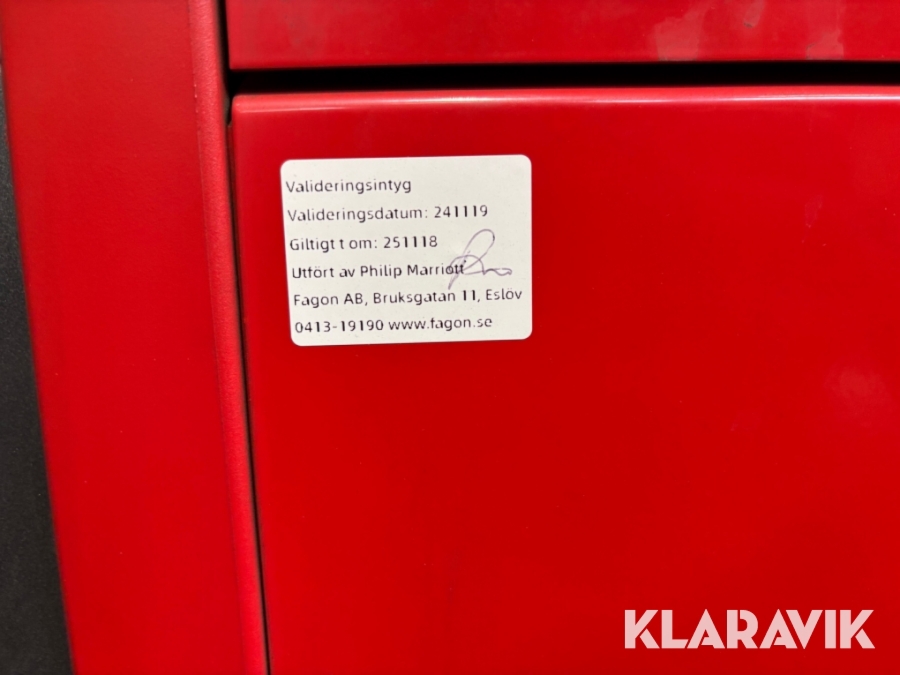 Valideringsintyg
Valideringsdatum: 241119
Giltigt t om: 251118
Utfört av Philip Marriott
Fagon AB, Bruksgatan 11, Eslöv
0413-19190 www.fagon.se
KLARAVIK